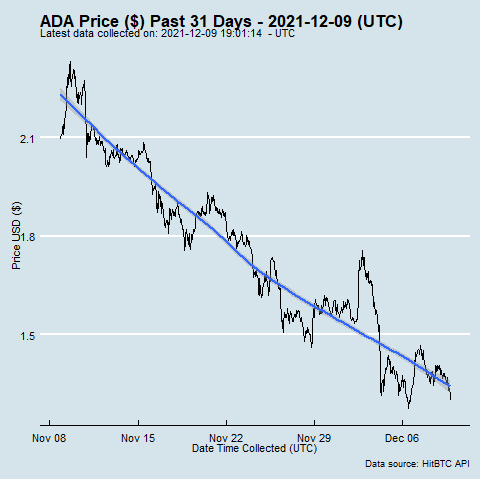 ADA Price ($) Past 31 Days - 2021-12-09 (UTC)
Latest data collected on: 2021-12-09 19:01:14  - UTC
2.1
1.8
1.5
Price USD ($)
Nov 08
Nov 15
Nov 22
Nov 29
Dec 06
Date Time Collected (UTC)
Data source: HitBTC API